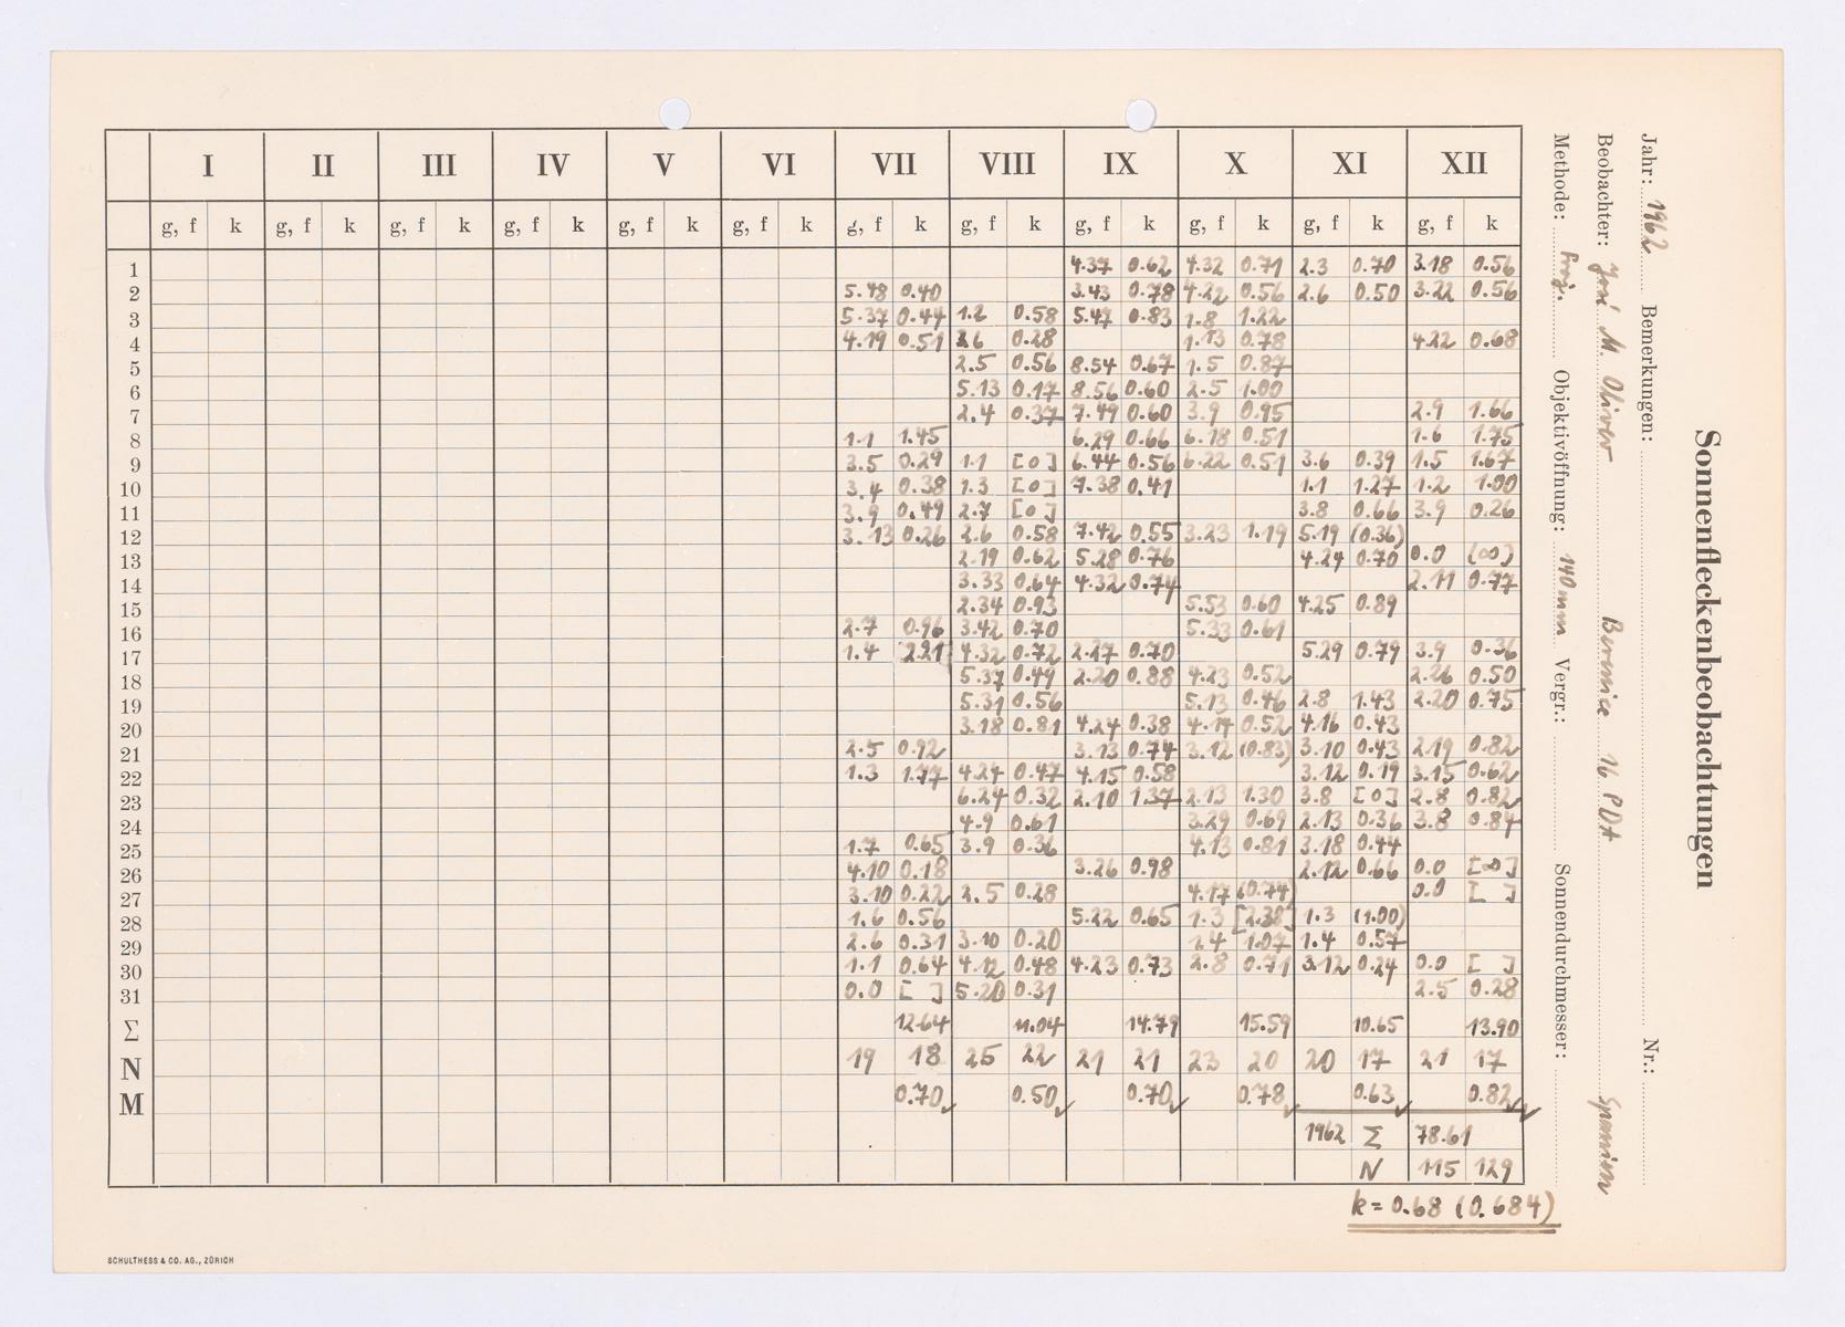 Sonnenfleckenbeobachtungen
Jahr: 1962 Bemerkungen: Nr.:
Beobachter: José M. Oliver Spanien
Methode: Proj. Objektivöffnung: 140mm Vergr.: Sonnendurchmesser:
I II III IV V VI VII VIII IX X XI XII
g, f k g, f k g, f k g, f k g, f k g, f k g, f k g, f k g, f k g, f k g, f k g, f k
1 4.37 0.62 4.32 0.71 2.3 0.70 3.18 0.56
2 5.48 0.40 3.43 0.78 4.22 0.56 2.6 0.50 3.22 0.56
3 5.37 0.44 1.2 0.58 5.47 0.83 1.8 1.22
4 4.19 0.51 0.28 1.13 0.78 4.22 0.68
5 2.5 0.56 8.54 0.67 1.5 0.87
6 5.13 0.17 8.56 0.60 2.5 1.00
7 2.4 0.37 7.49 0.60 3.9 0.95 2.9 1.66
8 1.1 1.45 6.29 0.66 6.18 0.51 1.6 1.75
9 3.5 0.29 1.1 [0] 6.44 0.56 6.22 0.51 3.6 0.39 1.5 1.67
10 3.4 0.38 1.3 [0] 7.38 0.41 1.1 1.27 1.2 1.00
11 3.9 0.49 2.7 [0] 3.8 0.66 3.9 0.26
12 3.13 0.26 2.6 0.58 7.42 0.55 3.23 1.19 5.19 (0.36)
13 2.19 0.62 5.28 0.76 4.24 0.70 0.0 (∞)
14 3.33 0.64 4.32 0.74 2.11 0.77
15 2.34 0.93 5.53 0.60 4.25 0.89
16 2.7 0.96 3.42 0.70 5.33 0.61
17 1.4 2.21 4.32 0.72 2.27 0.70 5.29 0.79 3.9 0.36
18 5.37 0.49 2.20 0.88 4.23 0.52 2.26 0.50
19 5.31 0.56 5.13 0.46 2.8 1.43 2.20 0.75
20 3.18 0.81 4.24 0.38 4.14 0.52 4.16 0.43
21 2.5 0.92 3.13 0.74 3.12 (0.83) 3.10 0.43 2.19 0.82
22 1.3 1.77 4.24 0.47 4.15 0.58 3.12 0.19 3.15 0.62
23 6.24 0.32 2.10 1.37 2.13 1.30 3.8 [0] 2.8 0.82
24 4.9 0.61 3.29 0.69 2.13 0.36 3.8 0.84
25 1.7 0.65 3.9 0.36 4.13 0.81 3.18 0.44
26 4.10 0.18 3.26 0.98 2.12 0.66 0.0 [∞]
27 3.10 0.22 2.5 0.28 4.17 (0.74) 0.0 [ ]
28 1.6 0.56 5.22 0.65 1.3 [2.38] 1.3 (1.00)
29 2.6 0.31 3.10 0.20 1.4 1.07 1.4 0.57
30 1.1 0.64 4.12 0.48 4.23 0.73 2.8 0.71 3.12 0.24 0.0 [ ]
31 0.0 [ ] 5.20 0.31 2.5 0.28
Σ 12.64 11.04 14.79 15.59 10.65 13.90
N 19 18 25 22 21 21 23 20 20 17 21 17
M 0.70 0.50 0.70 0.78 0.63 0.82
1962 Σ 78.61
N 115 129
k = 0.68 (0.684)
SCHULTHESS & CO. AG., ZÜRICH